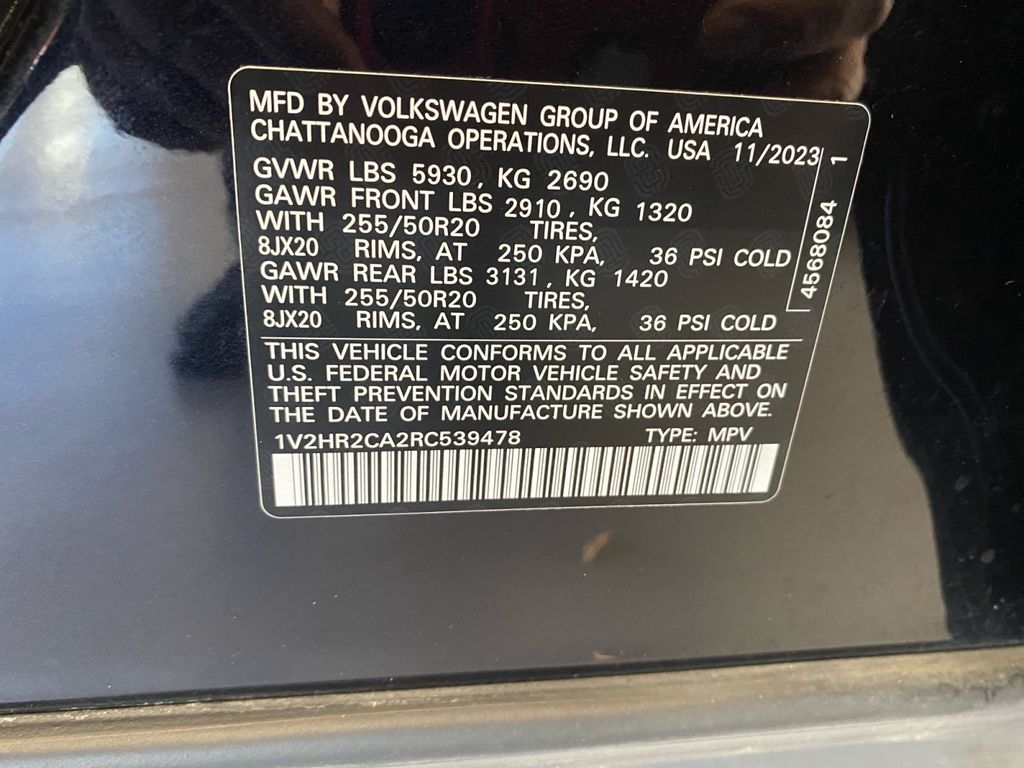 MFD BY VOLKSWAGEN GROUP OF AMERICA
CHATTANOOGA OPERATIONS, LLC. USA 11/2023
GVWR LBS 5930, KG 2690
GAWR FRONT LBS 2910, KG 1320
WITH 255/50R20 TIRES,
8JX20 RIMS, AT 250 KPA, 36 PSI COLD
GAWR REAR LBS 3131, KG 1420
WITH 255/50R20 TIRES,
8JX20 RIMS, AT 250 KPA, 36 PSI COLD
4568084 1
THIS VEHICLE CONFORMS TO ALL APPLICABLE
U.S. FEDERAL MOTOR VEHICLE SAFETY AND
THEFT PREVENTION STANDARDS IN EFFECT ON
THE DATE OF MANUFACTURE SHOWN ABOVE.
1V2HR2CA2RC539478 TYPE: MPV